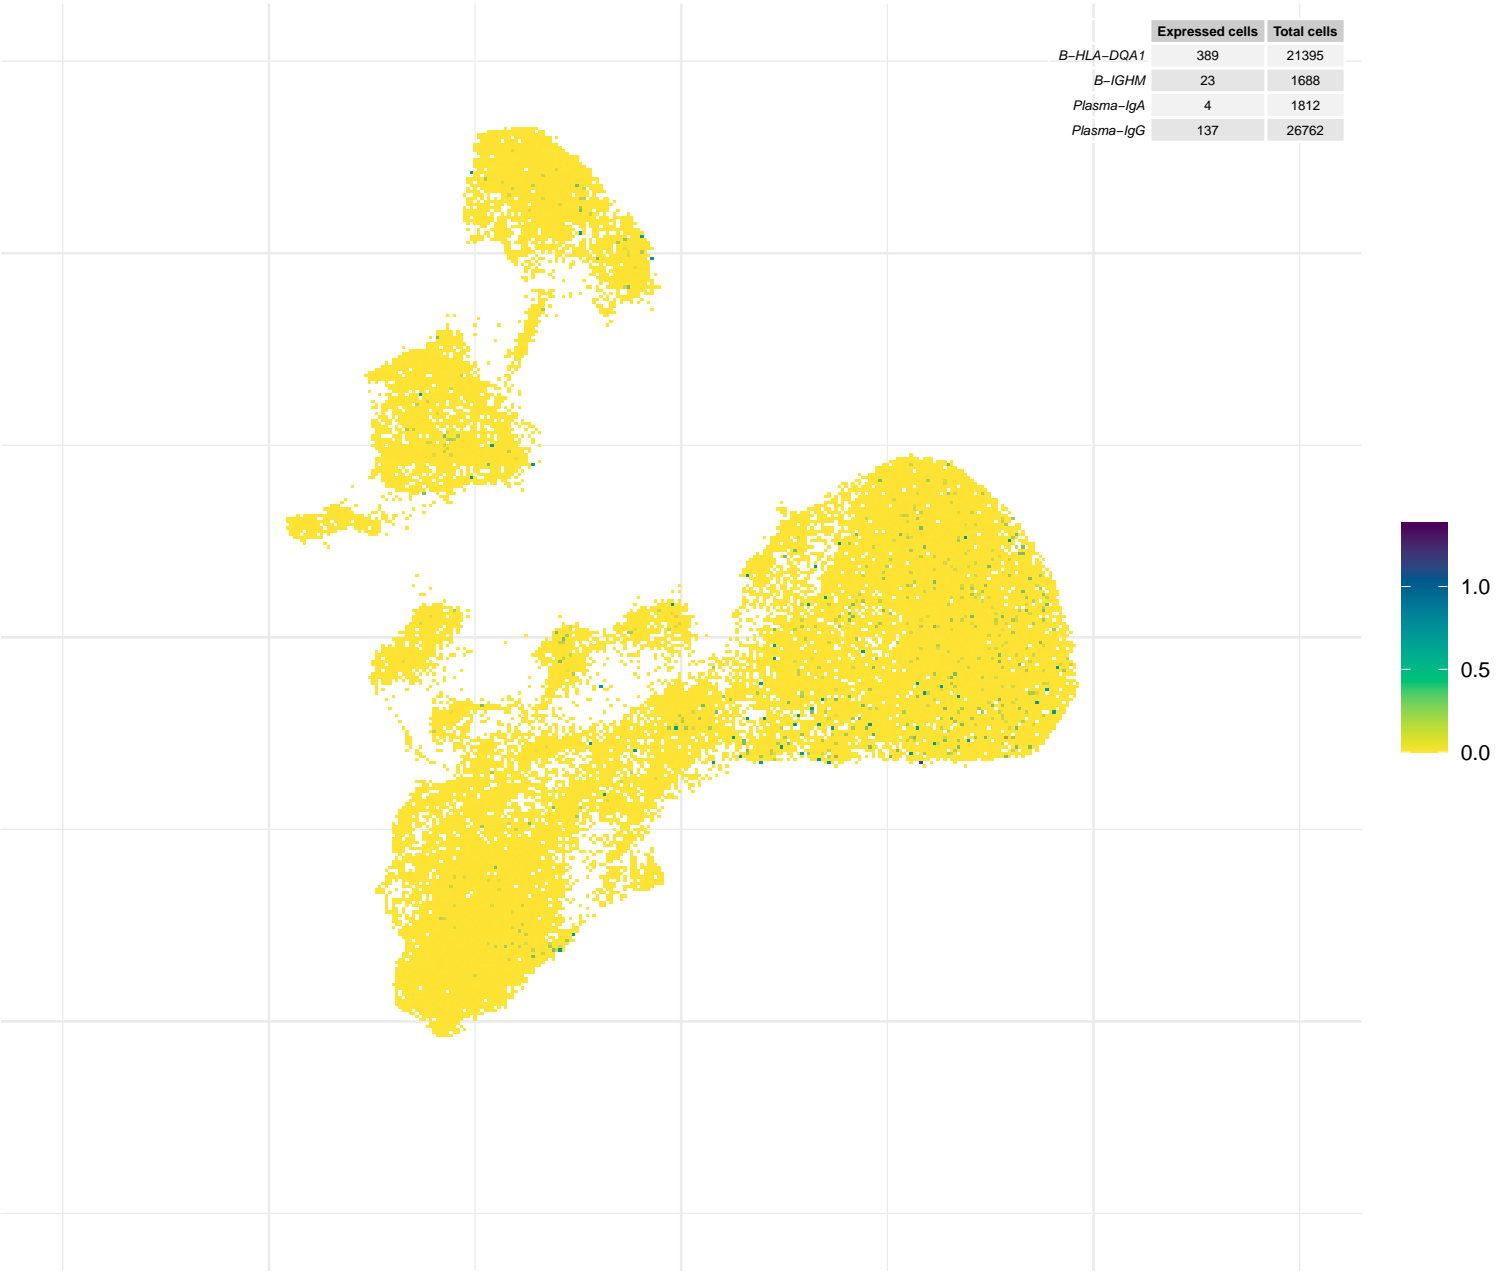 Expressed cells Total cells
B−HLA−DQA1 389 21395
B−IGHM 23 1688
Plasma−IgA 4 1812
Plasma−IgG 137 26762
1.0
0.5
0.0